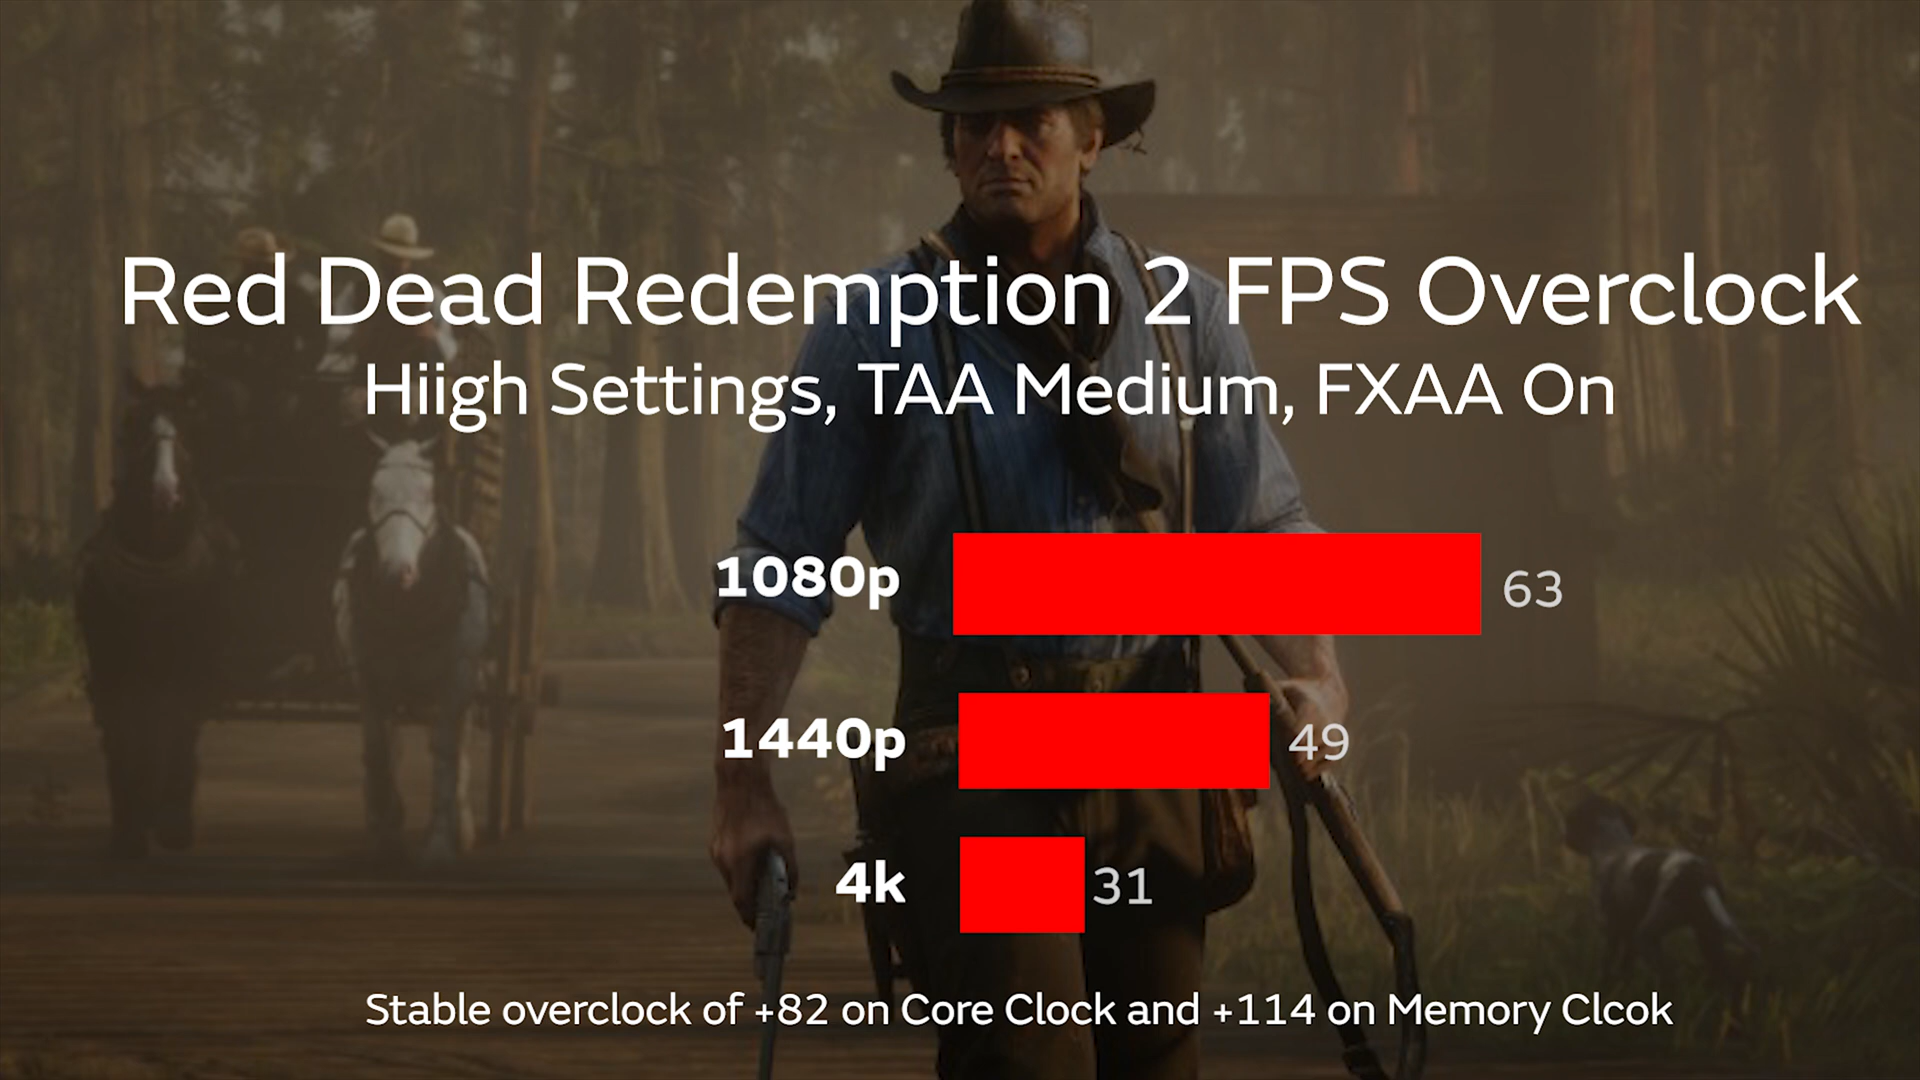 Red Dead Redemption 2 FPS Overclock
Hiigh Settings, TAA Medium, FXAA On
1080p 63
1440p 49
4k 31
Stable overclock of +82 on Core Clock and +114 on Memory Clcok